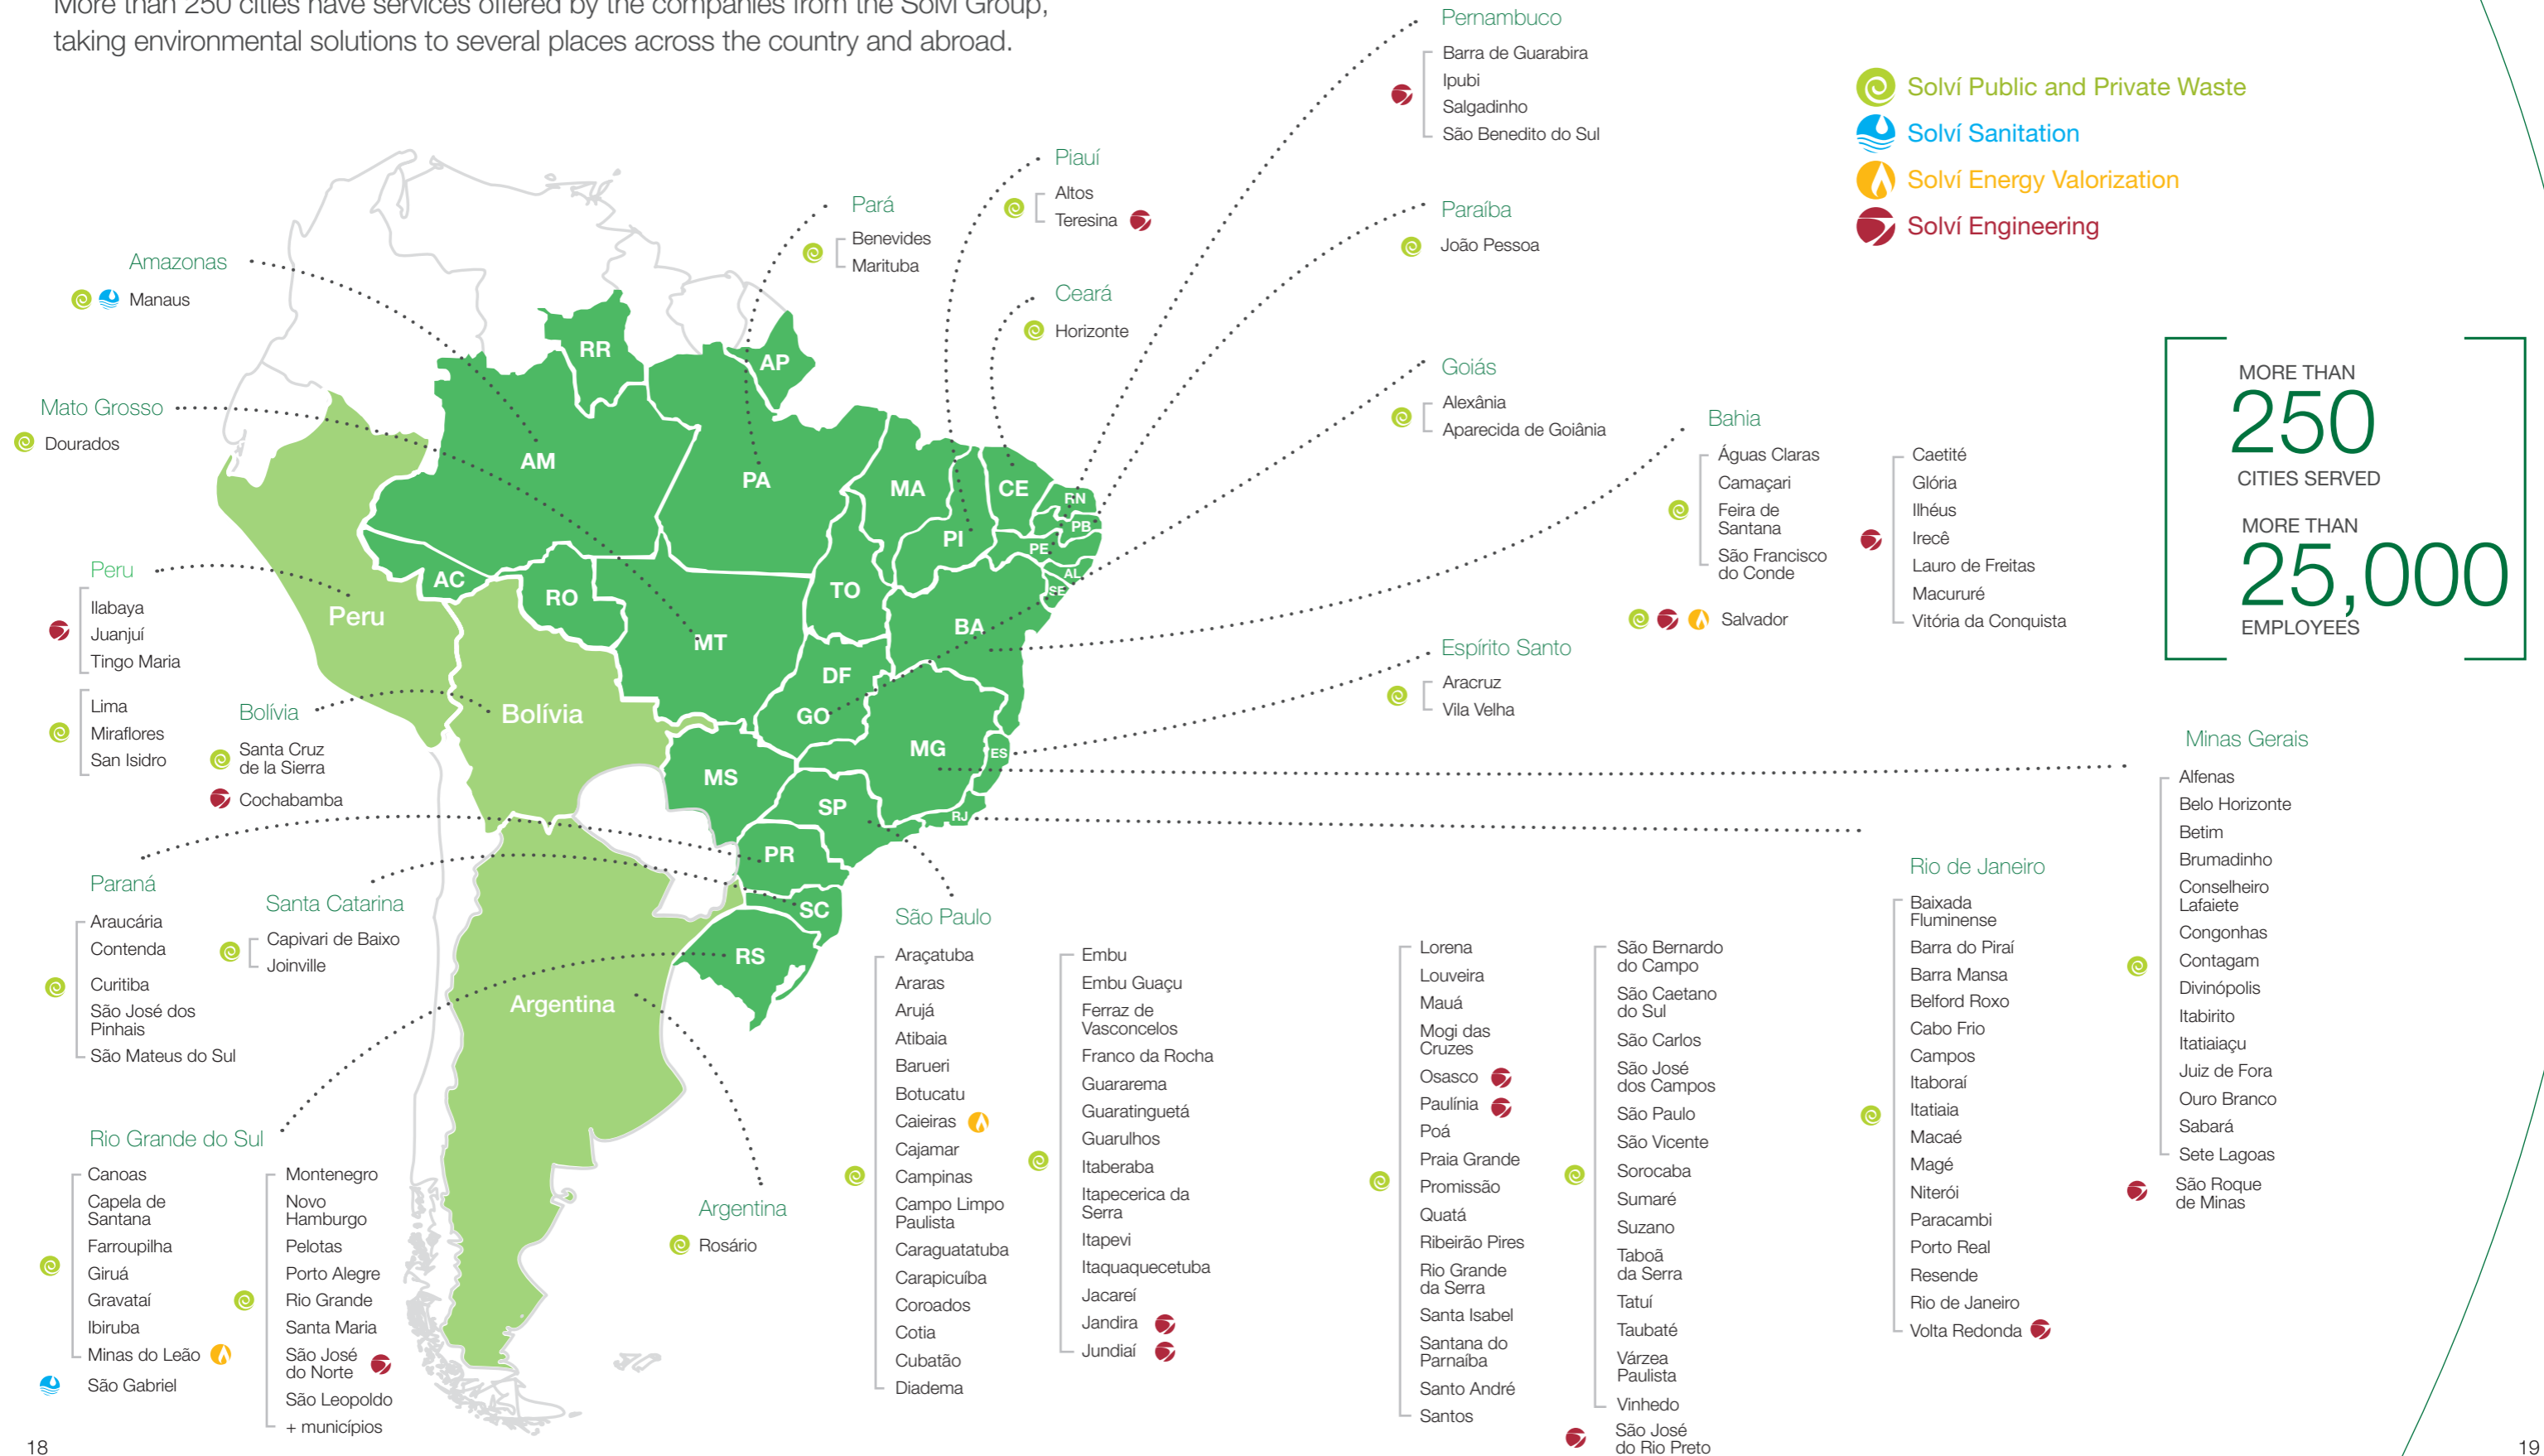 More than 250 cities have services offered by the companies from the Solví Group,
taking environmental solutions to several places across the country and abroad.
Solví Public and Private Waste
Solví Sanitation
Solví Energy Valorization
Solví Engineering
MORE THAN
250
CITIES SERVED
MORE THAN
25,000
EMPLOYEES
Pernambuco
Barra de Guarabira
Ipubi
Salgadinho
São Benedito do Sul
Piauí
Altos
Teresina
Pará
Benevides
Marituba
Paraíba
João Pessoa
Amazonas
Manaus
Ceará
Horizonte
Goiás
Alexânia
Aparecida de Goiânia
Mato Grosso
Dourados
Bahia
Águas Claras
Camaçari
Feira de
Santana
São Francisco
do Conde
Salvador
Caetité
Glória
Ilhéus
Irecê
Lauro de Freitas
Macururé
Vitória da Conquista
Peru
Ilabaya
Juanjuí
Tingo Maria
Lima
Miraflores
San Isidro
Bolívia
Santa Cruz
de la Sierra
Cochabamba
Espírito Santo
Aracruz
Vila Velha
RR
AP
AM
PA
MA
CE
RN
PB
PI
PE
AL
SE
AC
RO
TO
BA
Peru
MT
DF
Bolívia
GO
MG
ES
MS
SP
RJ
PR
SC
RS
Argentina
Minas Gerais
Alfenas
Belo Horizonte
Betim
Brumadinho
Conselheiro
Lafaiete
Congonhas
Contagam
Divinópolis
Itabirito
Itatiaiaçu
Juiz de Fora
Ouro Branco
Sabará
Sete Lagoas
São Roque
de Minas
Paraná
Araucária
Contenda
Curitiba
São José dos
Pinhais
São Mateus do Sul
Santa Catarina
Capivari de Baixo
Joinville
Rio Grande do Sul
Canoas
Capela de
Santana
Farroupilha
Giruá
Gravataí
Ibiruba
Minas do Leão
São Gabriel
Montenegro
Novo
Hamburgo
Pelotas
Porto Alegre
Rio Grande
Santa Maria
São José
do Norte
São Leopoldo
+ municípios
Argentina
Rosário
São Paulo
Araçatuba
Araras
Arujá
Atibaia
Barueri
Botucatu
Caieiras
Cajamar
Campinas
Campo Limpo
Paulista
Caraguatatuba
Carapicuíba
Coroados
Cotia
Cubatão
Diadema
Embu
Embu Guaçu
Ferraz de
Vasconcelos
Franco da Rocha
Guararema
Guaratinguetá
Guarulhos
Itaberaba
Itapecerica da
Serra
Itapevi
Itaquaquecetuba
Jacareí
Jandira
Jundiaí
Lorena
Louveira
Mauá
Mogi das
Cruzes
Osasco
Paulínia
Poá
Praia Grande
Promissão
Quatá
Ribeirão Pires
Rio Grande
da Serra
Santa Isabel
Santana do
Parnaíba
Santo André
Santos
São Bernardo
do Campo
São Caetano
do Sul
São Carlos
São José
dos Campos
São Paulo
São Vicente
Sorocaba
Sumaré
Suzano
Taboã
da Serra
Tatuí
Taubaté
Várzea
Paulista
Vinhedo
São José
do Rio Preto
Rio de Janeiro
Baixada
Fluminense
Barra do Piraí
Barra Mansa
Belford Roxo
Cabo Frio
Campos
Itaboraí
Itatiaia
Macaé
Magé
Niterói
Paracambi
Porto Real
Resende
Rio de Janeiro
Volta Redonda
18
19